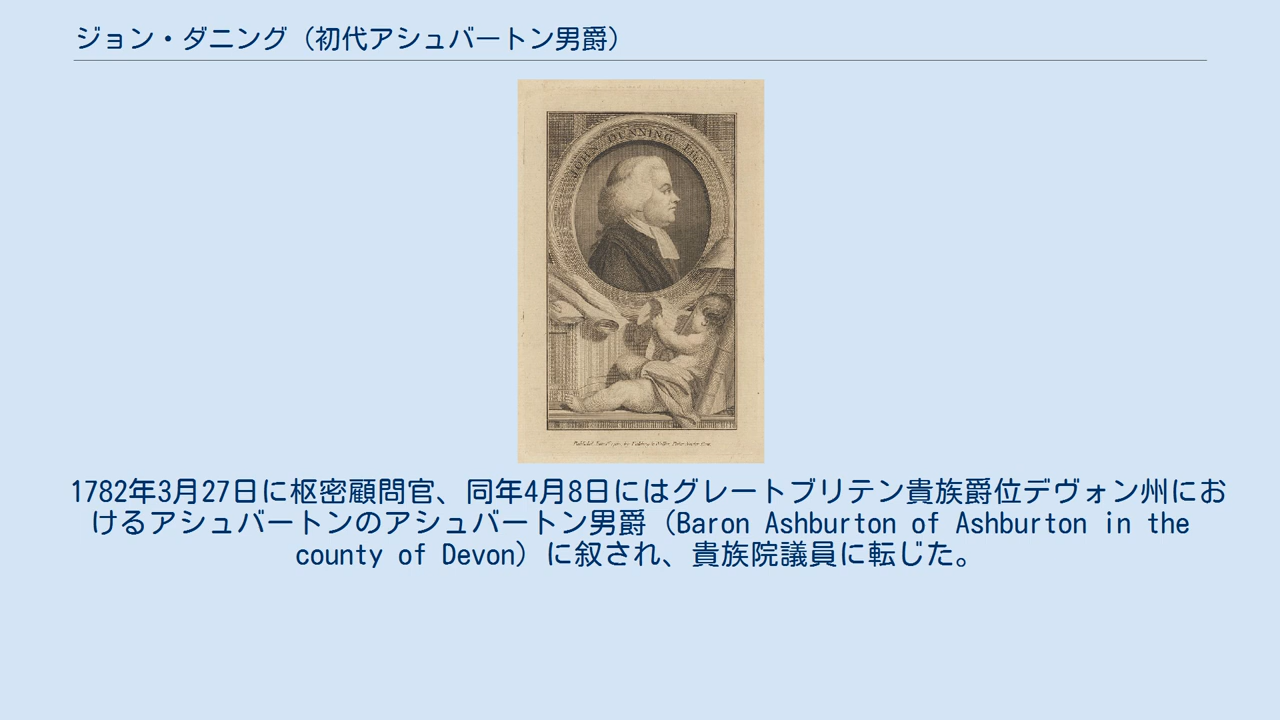 ジョン・ダニング（初代アシュバートン男爵）
JOHN DUNNING, Esq.
1782年3月27日に枢密顧問官、同年4月8日にはグレートブリテン貴族爵位デヴォン州にお
けるアシュバートンのアシュバートン男爵（Baron Ashburton of Ashburton in the
county of Devon）に叙され、貴族院議員に転じた。